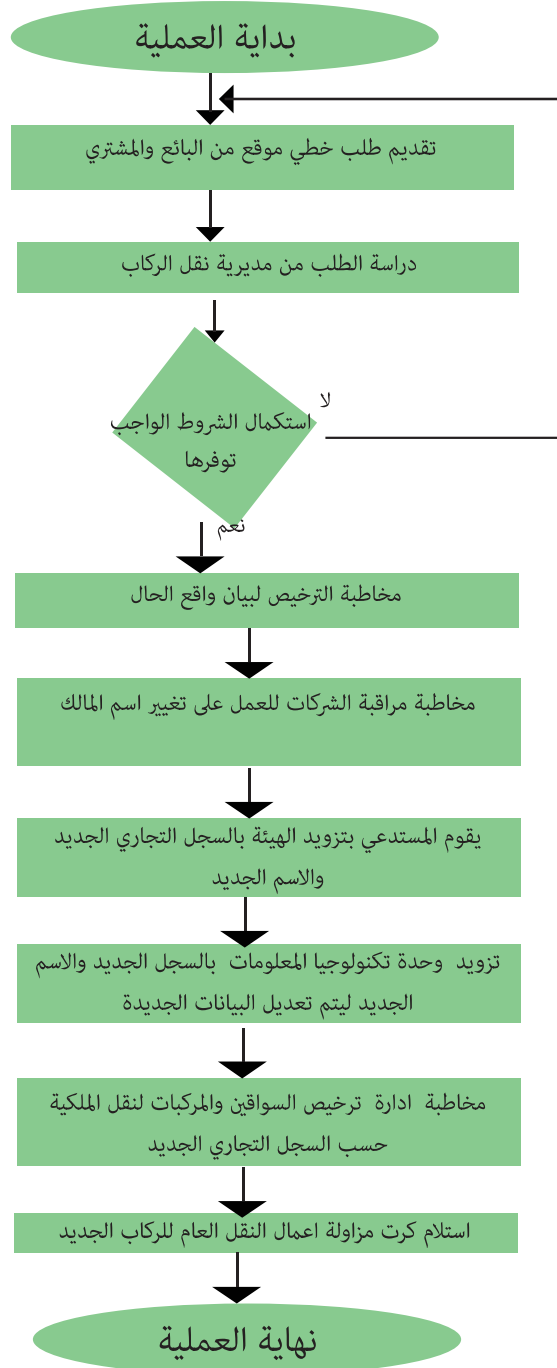 بداية العملية
تقديم طلب خطي موقع من البائع والمشتري
دراسة الطلب من مديرية نقل الركاب
لا
استكمال الشروط الواجب
توفرها
نعم
مخاطبة الترخيص لبيان واقع الحال
مخاطبة مراقبة الشركات للعمل على تغيير اسم المالك
يقوم المستدعي بتزويد الهيئة بالسجل التجاري الجديد
والاسم الجديد
تزويد وحدة تكنولوجيا المعلومات بالسجل الجديد والاسم
الجديد ليتم تعديل البيانات الجديدة
مخاطبة ادارة ترخيص السواقين والمركبات لنقل الملكية
حسب السجل التجاري الجديد
استلام كرت مزاولة اعمال النقل العام للركاب الجديد
نهاية العملية